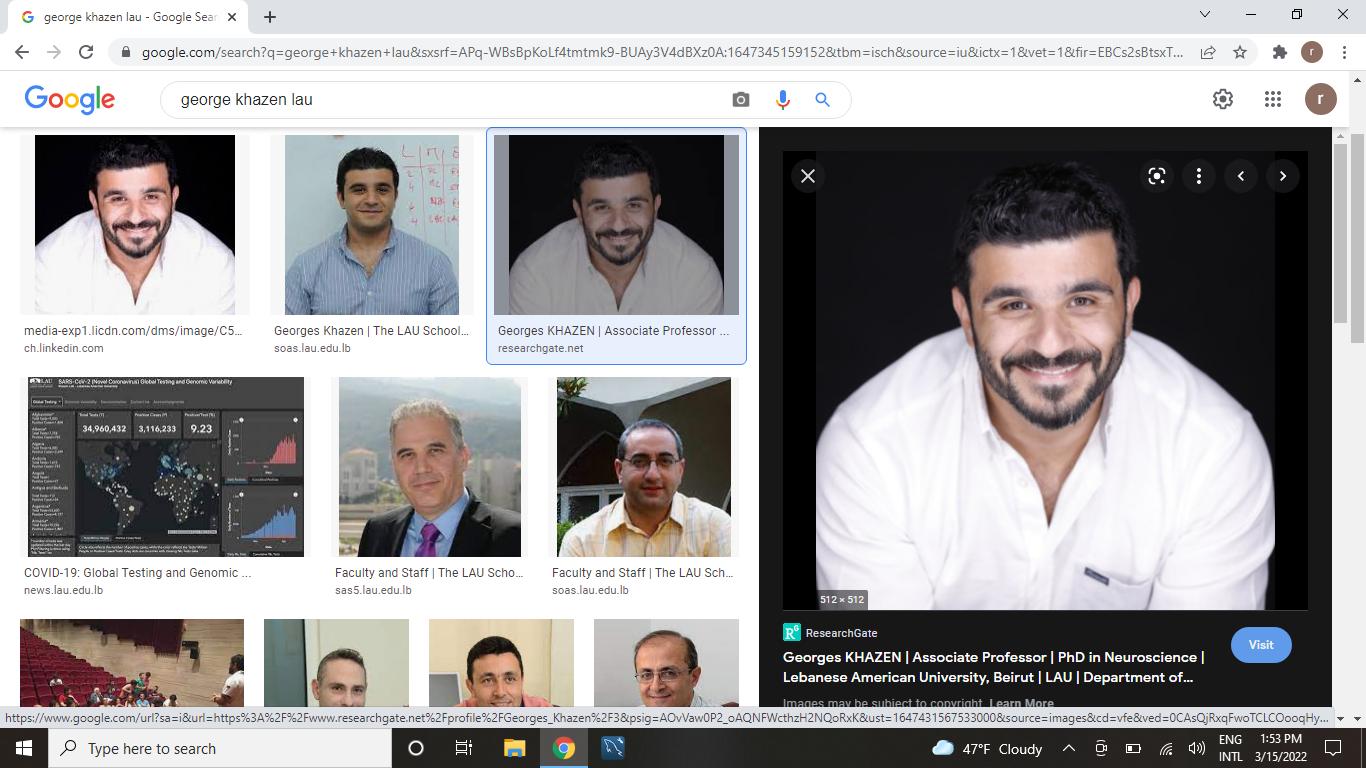 george khazen lau - Google Sear
google.com/search?q=george+khazen+lau&sxsrf=APq-WBsBpKoLf4tmtmk9-BUAy3V4dBXz0A:1647345159152&tbm=isch&source=iu&ictx=1&vet=1&fir=EBCs2sBtsxT...
r
Google
george khazen lau
r
media-exp1.licdn.com/dms/image/C5...
ch.linkedin.com
Georges Khazen | The LAU School...
soas.lau.edu.lb
Georges KHAZEN | Associate Professor ...
researchgate.net
LAU
SARS-CoV-2 (Novel Coronavirus) Global Testing and Genomic Variability
34,960,432
3,116,233
9.23
COVID-19: Global Testing and Genomic ...
news.lau.edu.lb
Faculty and Staff | The LAU Scho...
sas5.lau.edu.lb
Faculty and Staff | The LAU Sch...
soas.lau.edu.lb
512 × 512
R6 ResearchGate
Georges KHAZEN | Associate Professor | PhD in Neuroscience |
Lebanese American University, Beirut | LAU | Department of...
Visit
Images may be subject to copyright. Learn More
https://www.google.com/url?sa=i&url=https%3A%2F%2Fwww.researchgate.net%2Fprofile%2FGeorges_Khazen%2F3&psig=AOvVaw0P2_oAQNFWcthzH2NQoRxK&ust=1647431567533000&source=images&cd=vfe&ved=0CAsQjRxqFwoTCLCOooqHy...
Type here to search
47°F Cloudy
ENG
INTL
1:53 PM
3/15/2022